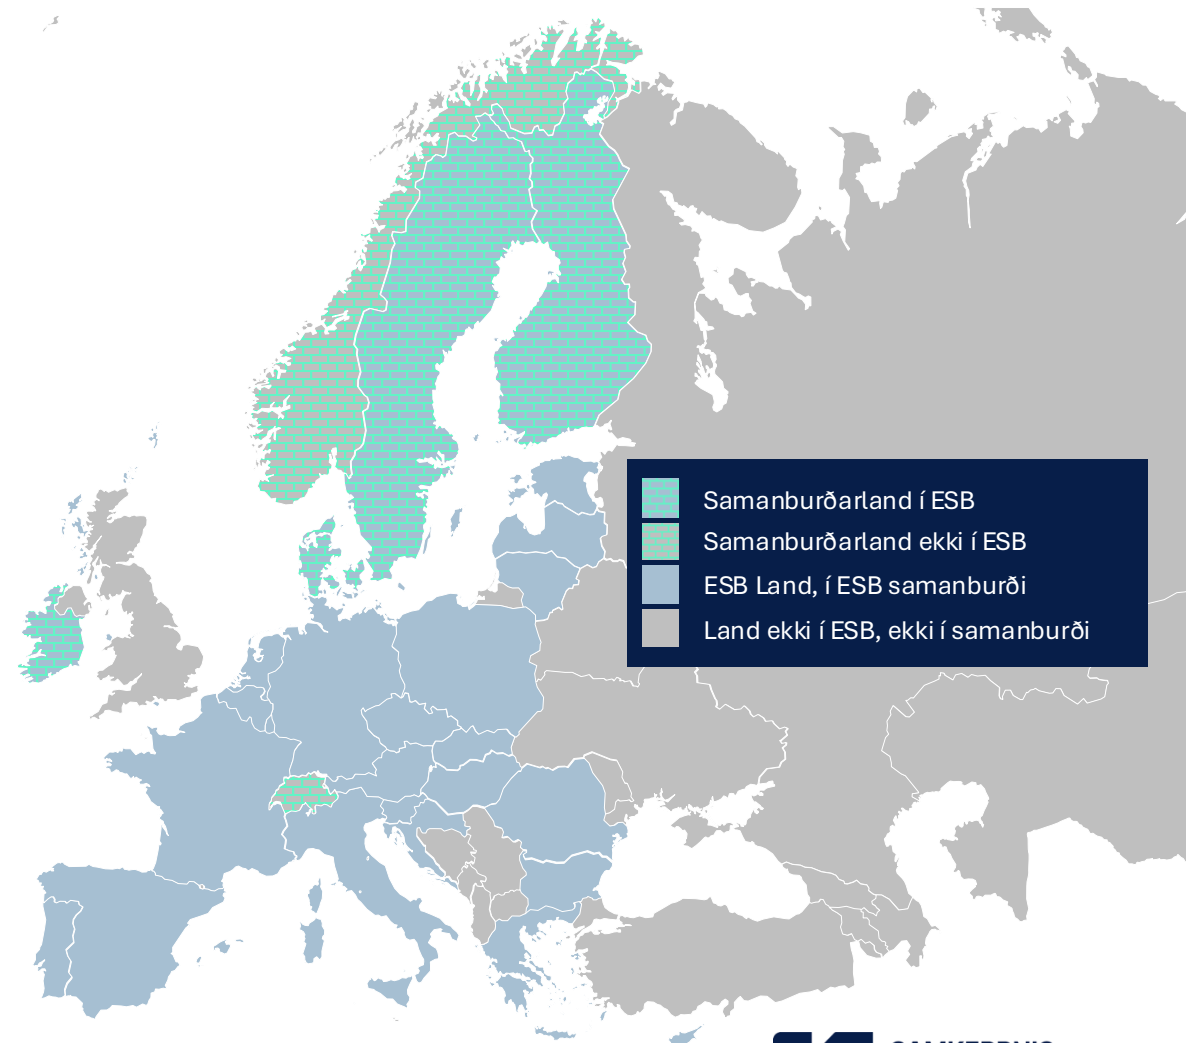 Samanburðarland í ESB
Samanburðarland ekki í ESB
ESB Land, í ESB samanburði
Land ekki í ESB, ekki í samanburði